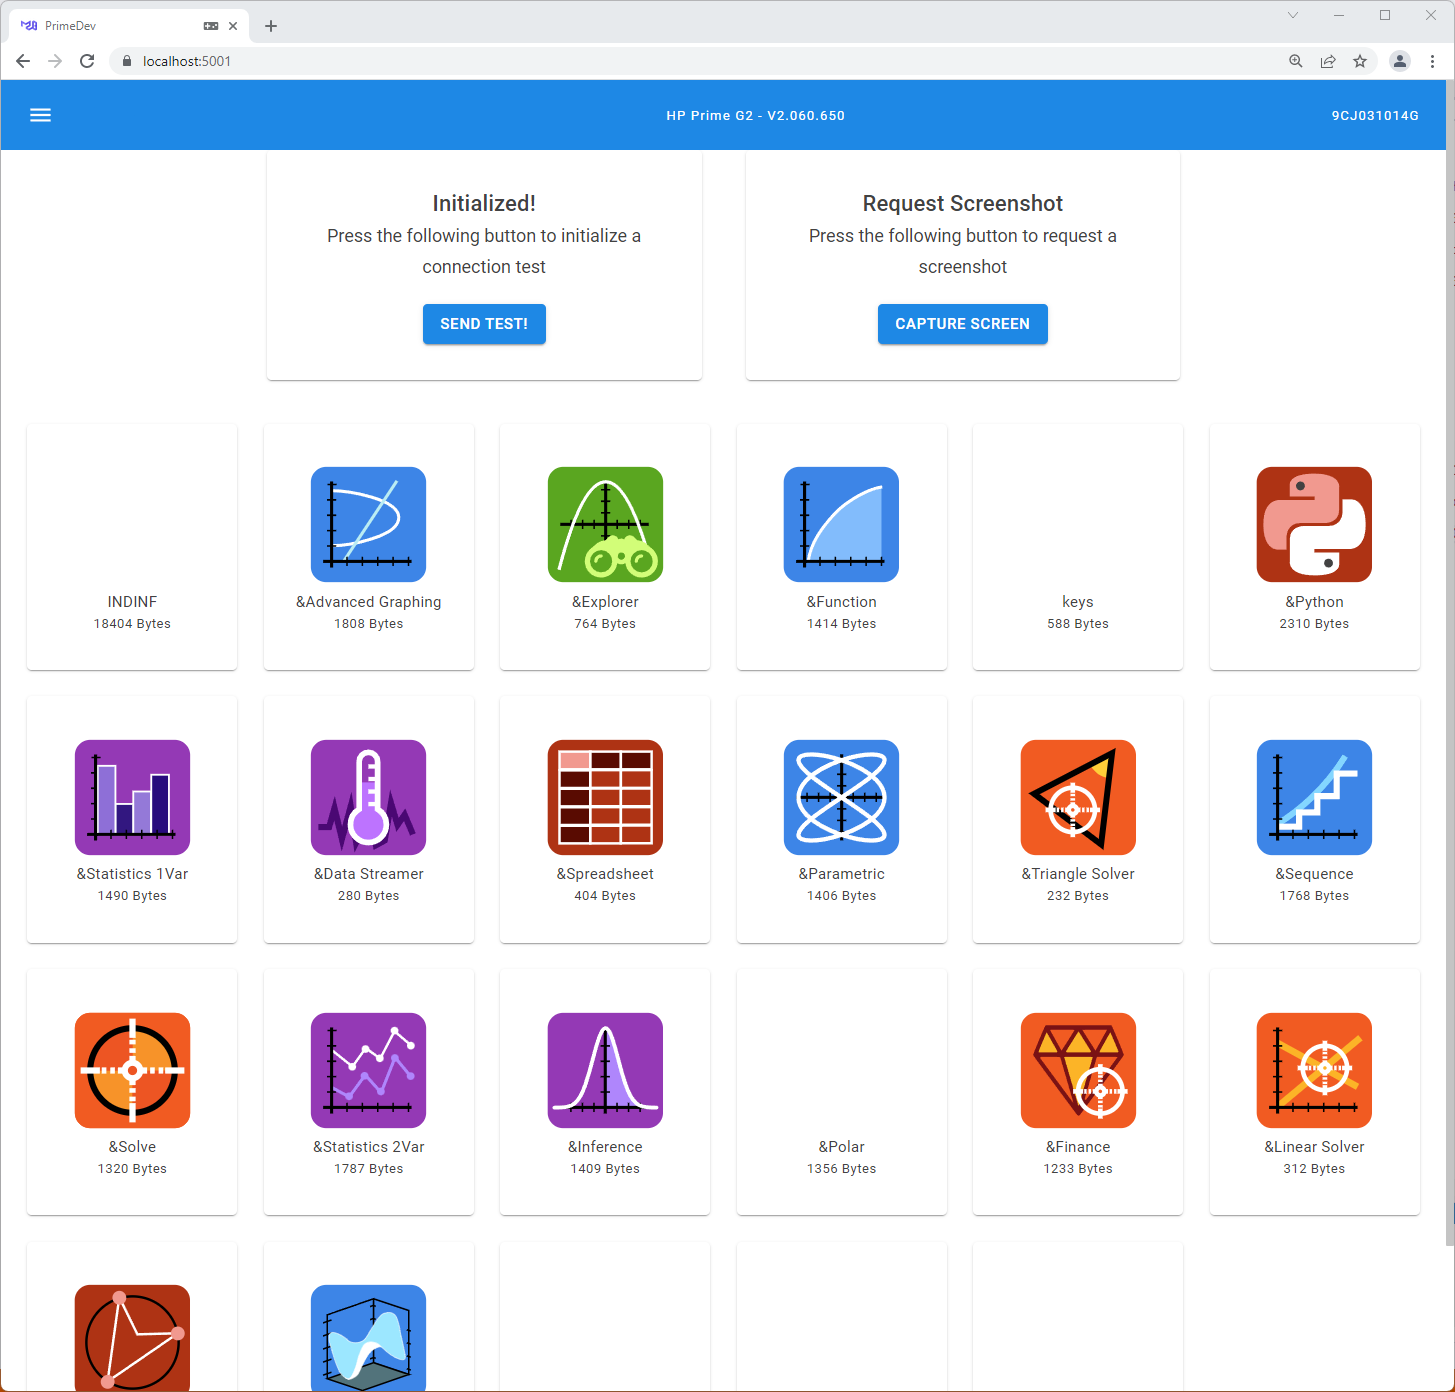 PrimeDev
localhost:5001
HP Prime G2 - V2.060.650
9CJ031014G
Initialized!
Press the following button to initialize a
connection test
SEND TEST!
Request Screenshot
Press the following button to request a
screenshot
CAPTURE SCREEN
INDINF
18404 Bytes
&Advanced Graphing
1808 Bytes
&Explorer
764 Bytes
&Function
1414 Bytes
keys
588 Bytes
&Python
2310 Bytes
&Statistics 1Var
1490 Bytes
&Data Streamer
280 Bytes
&Spreadsheet
404 Bytes
&Parametric
1406 Bytes
&Triangle Solver
232 Bytes
&Sequence
1768 Bytes
&Solve
1320 Bytes
&Statistics 2Var
1787 Bytes
&Inference
1409 Bytes
&Polar
1356 Bytes
&Finance
1233 Bytes
&Linear Solver
312 Bytes